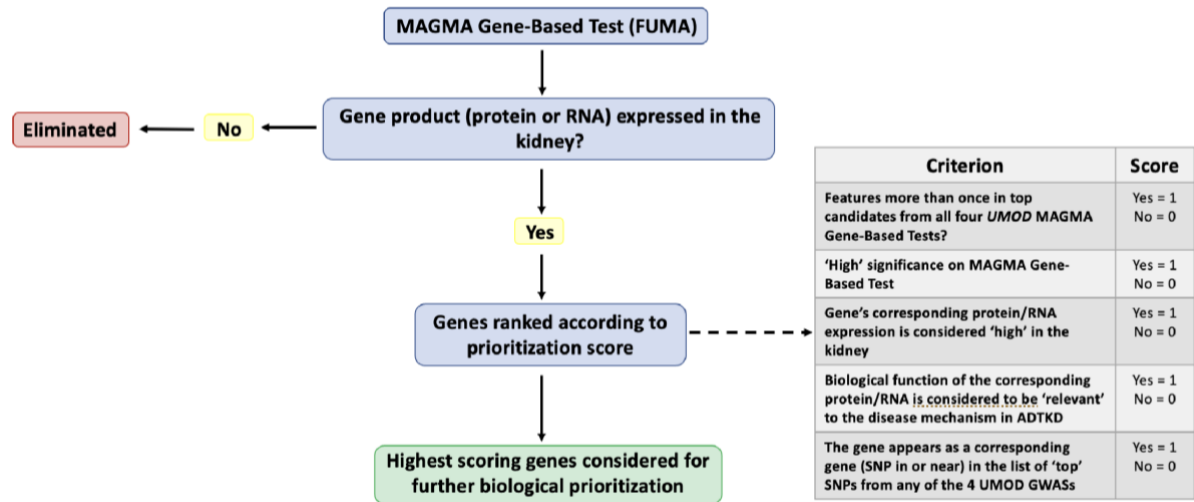 MAGMA Gene-Based Test (FUMA)
Gene product (protein or RNA) expressed in the
kidney?
No
Eliminated
Yes
Genes ranked according to
prioritization score
Highest scoring genes considered for
further biological prioritization
Criterion
Score
Features more than once in top
candidates from all four UMOD MAGMA
Gene-Based Tests?
Yes = 1
No = 0
‘High’ significance on MAGMA Gene-
Based Test
Yes = 1
No = 0
Gene’s corresponding protein/RNA
expression is considered ‘high’ in the
kidney
Yes = 1
No = 0
Biological function of the corresponding
protein/RNA is considered to be ‘relevant’
to the disease mechanism in ADTKD
Yes = 1
No = 0
The gene appears as a corresponding
gene (SNP in or near) in the list of ‘top’
SNPs from any of the 4 UMOD GWASs
Yes = 1
No = 0